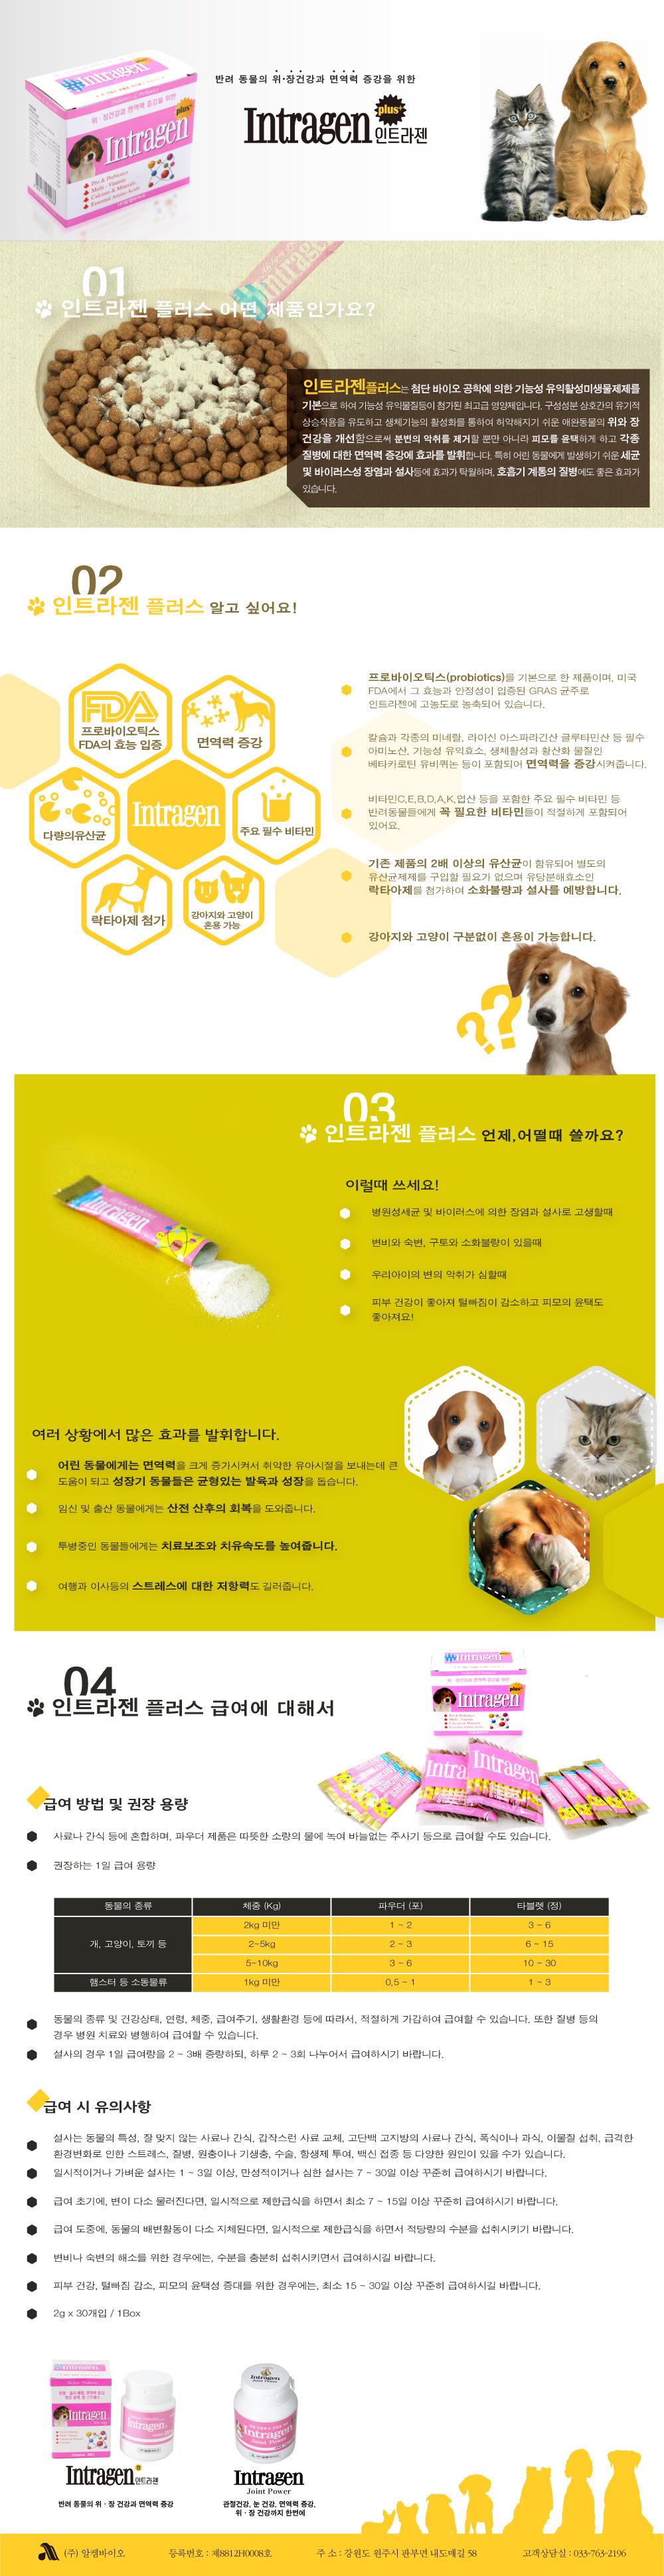 반려 동물의 위·장건강과 면역력 증강을 위한
Intragen plus+
인트라젠
위·장건강과 면역력 증강을 위한
Intragen plus+
Pre & Probiotics
Multi - Vitamin
Calcium & Minerals
Essential Amino Acids
01
인트라젠 플러스 어떤 제품인가요?
인트라젠플러스는 첨단 바이오 공학에 의한 기능성 유익활성미생물제제를
기본으로 하여 기능성 유익물질등이 첨가된 최고급 영양제입니다. 구성성분 상호간의 유기적
상승작용을 유도하고 생체기능의 활성화를 통하여 허약해지기 쉬운 애완동물의 위와 장
건강을 개선함으로써 분변의 악취를 제거할 뿐만 아니라 피모를 윤택하게 하고 각종
질병에 대한 면역력 증강에 효과를 발휘합니다. 특히 어린 동물에게 발생하기 쉬운 세균
및 바이러스성 장염과 설사등에 효과가 탁월하며, 호흡기 계통의 질병에도 좋은 효과가
있습니다.
02
인트라젠 플러스 알고 싶어요!
FDA
프로바이오틱스
FDA의 효능 입증
면역력 증강
다량의유산균
Intragen
주요 필수 비타민
락타아제 첨가
강아지와 고양이
혼용 가능
프로바이오틱스(probiotics)를 기본으로 한 제품이며, 미국
FDA에서 그 효능과 안정성이 입증된 GRAS 균주로
인트라젠에 고농도로 농축되어 있습니다.
칼슘과 각종의 미네랄, 라이신 아스파라긴산 글루타민산 등 필수
아미노산, 기능성 유익효소, 생체활성과 황산화 물질인
베타카로틴 유비퀴논 등이 포함되어 면역력을 증강시켜줍니다.
비타민C,E,B,D,A,K,엽산 등을 포함한 주요 필수 비타민 등
반려동물들에게 꼭 필요한 비타민들이 적절하게 포함되어
있어요.
기존 제품의 2배 이상의 유산균이 함유되어 별도의
유산균제제를 구입할 필요가 없으며 유당분해효소인
락타아제를 첨가하여 소화불량과 설사를 예방합니다.
강아지와 고양이 구분없이 혼용이 가능합니다.
??
03
인트라젠 플러스 언제,어떨때 쓸까요?
이럴때 쓰세요!
병원성세균 및 바이러스에 의한 장염과 설사로 고생할때
변비와 숙변, 구토와 소화불량이 있을때
우리아이의 변의 악취가 심할때
피부 건강이 좋아져 털빠짐이 감소하고 피모의 윤택도
좋아져요!
Intragen
여러 상황에서 많은 효과를 발휘합니다.
어린 동물에게는 면역력을 크게 증가시켜서 취약한 유아시절을 보내는데 큰
도움이 되고 성장기 동물들은 균형있는 발육과 성장을 돕습니다.
임신 및 출산 동물에게는 산전 산후의 회복을 도와줍니다.
투병중인 동물들에게는 치료보조와 치유속도를 높여줍니다.
여행과 이사등의 스트레스에 대한 저항력도 길러줍니다.
04
인트라젠 플러스 급여에 대해서
Intragen
Intragen plus+
급여 방법 및 권장 용량
사료나 간식 등에 혼합하며, 파우더 제품은 따뜻한 소량의 물에 녹여 바늘없는 주사기 등으로 급여할 수도 있습니다.
권장하는 1일 급여 용량
동물의 종류 체중 (Kg) 파우더 (포) 타블렛 (정)
개, 고양이, 토끼 등 2kg 미만 1 ~ 2 3 ~ 6
2~5kg 2 ~ 3 6 ~ 15
5~10kg 3 ~ 6 10 ~ 30
햄스터 등 소동물류 1kg 미만 0.5 ~ 1 1 ~ 3
동물의 종류 및 건강상태, 연령, 체중, 급여주기, 생활환경 등에 따라서, 적절하게 가감하여 급여할 수 있습니다. 또한 질병 등의
경우 병원 치료와 병행하여 급여할 수 있습니다.
설사의 경우 1일 급여량을 2 ~ 3배 증량하되, 하루 2 ~ 3회 나누어서 급여하시기 바랍니다.
급여 시 유의사항
설사는 동물의 특성, 잘 맞지 않는 사료나 간식, 갑작스런 사료 교체, 고단백 고지방의 사료나 간식, 폭식이나 과식, 이물질 섭취, 급격한
환경변화로 인한 스트레스, 질병, 원충이나 기생충, 수술, 항생제 투여, 백신 접종 등 다양한 원인이 있을 수가 있습니다.
일시적이거나 가벼운 설사는 1 ~ 3일 이상, 만성적이거나 심한 설사는 7 ~ 30일 이상 꾸준히 급여하시기 바랍니다.
급여 초기에, 변이 다소 물러진다면, 일시적으로 제한급식을 하면서 최소 7 ~ 15일 이상 꾸준히 급여하시기 바랍니다.
급여 도중에, 동물의 배변활동이 다소 지체된다면, 일시적으로 제한급식을 하면서 적당량의 수분을 섭취시키기 바랍니다.
변비나 숙변의 해소를 위한 경우에는, 수분을 충분히 섭취시키면서 급여하시길 바랍니다.
피부 건강, 털빠짐 감소, 피모의 윤택성 증대를 위한 경우에는, 최소 15 ~ 30일 이상 꾸준히 급여하시길 바랍니다.
2g x 30개입 / 1Box
Intragen
Intragen
Intragen 인트라젠
반려 동물의 위 · 장 건강과 면역력 증강
Intragen
Joint Power
Intragen
Joint Power
관절건강, 눈 건강, 면역력 증강,
위 · 장 건강까지 한번에
(주) 알젬바이오 등록번호 : 제8812H0008호 주 소 : 강원도 원주시 판부면 내도매길 58 고객상담실 : 033-763-2196